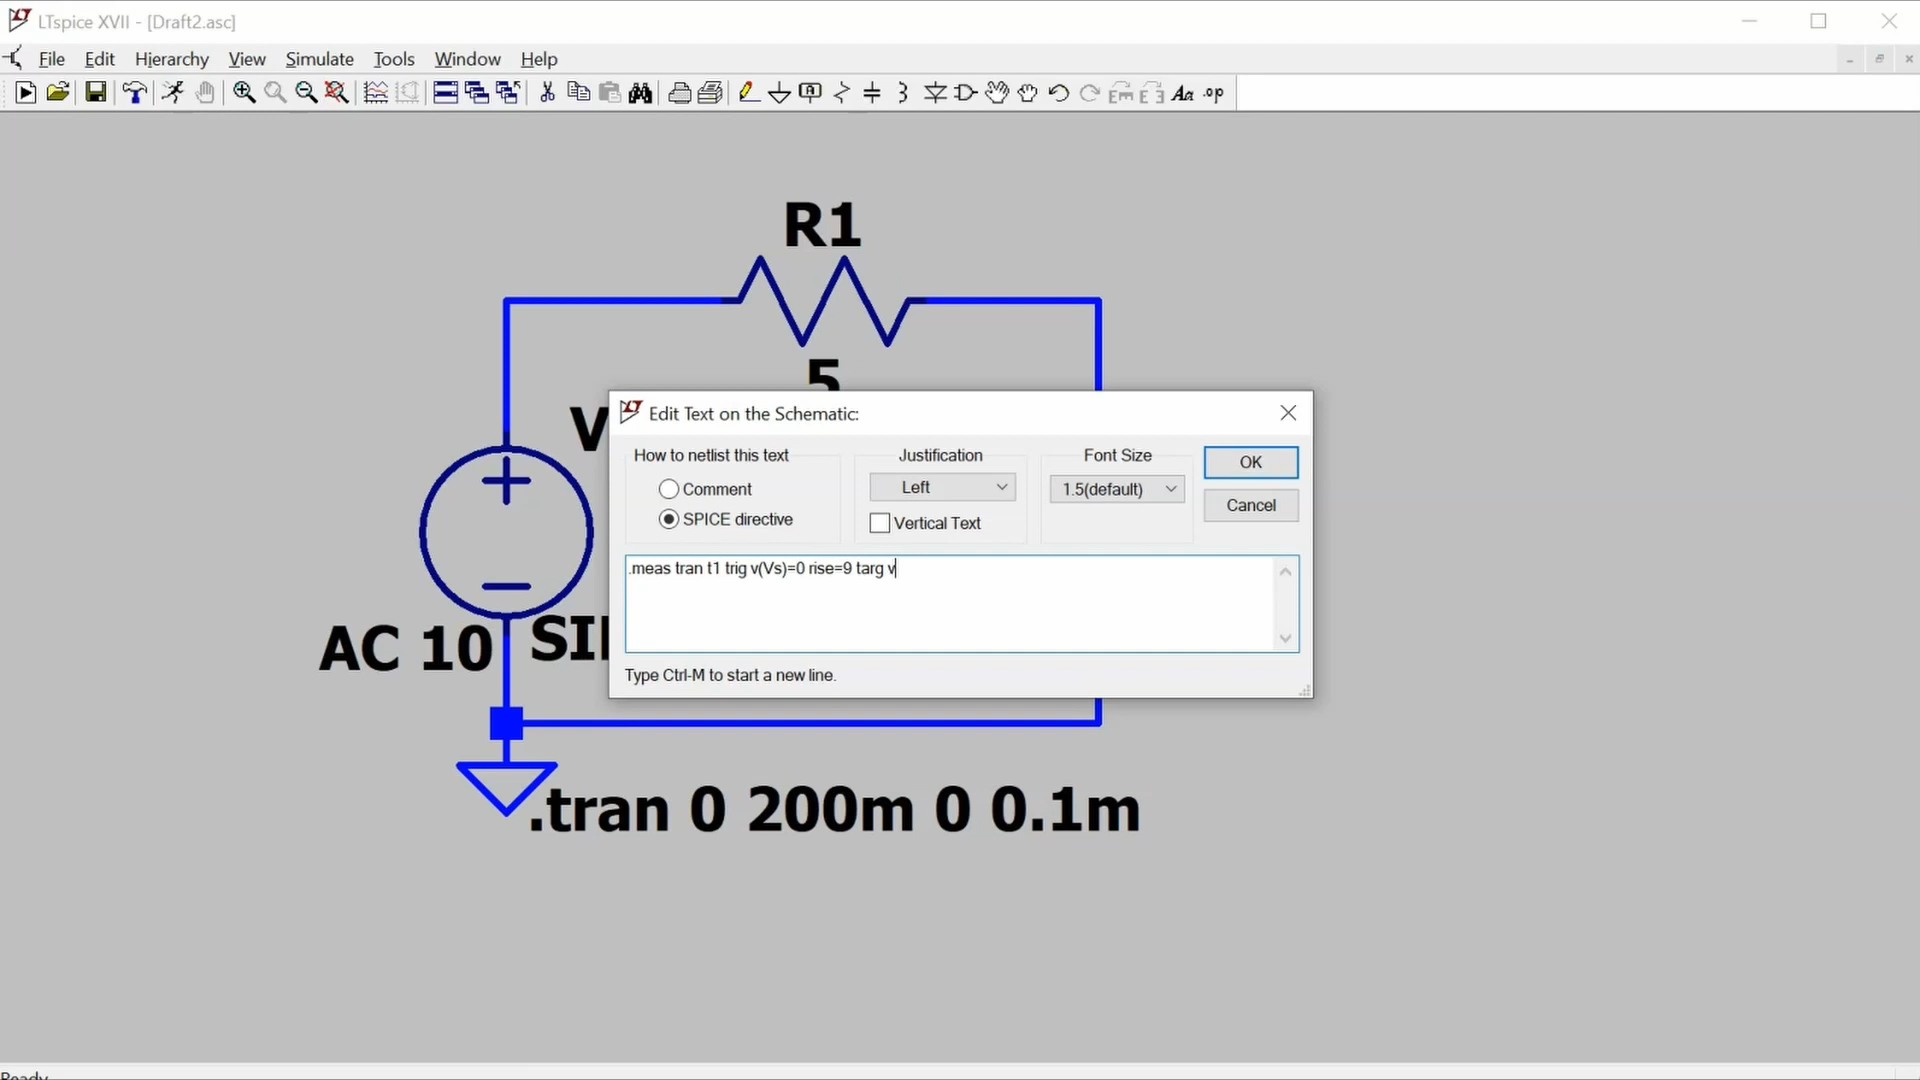 LTspice XVII - [Draft2.asc]
File Edit Hierarchy View Simulate Tools Window Help
Aa .op
R1
5
V
AC 10
.tran 0 200m 0 0.1m
Edit Text on the Schematic:
How to netlist this text
Comment
SPICE directive
Justification
Left
Vertical Text
Font Size
1.5(default)
OK
Cancel
.meas tran t1 trig v(Vs)=0 rise=9 targ v
Type Ctrl-M to start a new line.
Ready